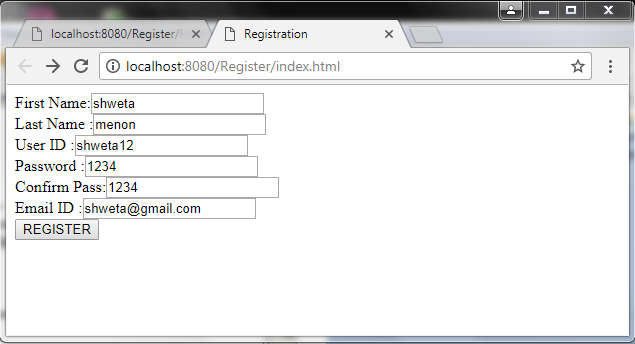 localhost:8080/Register/
Registration
localhost:8080/Register/index.html
First Name:shweta
Last Name :menon
User ID :shweta12
Password :1234
Confirm Pass:1234
Email ID :shweta@gmail.com
REGISTER